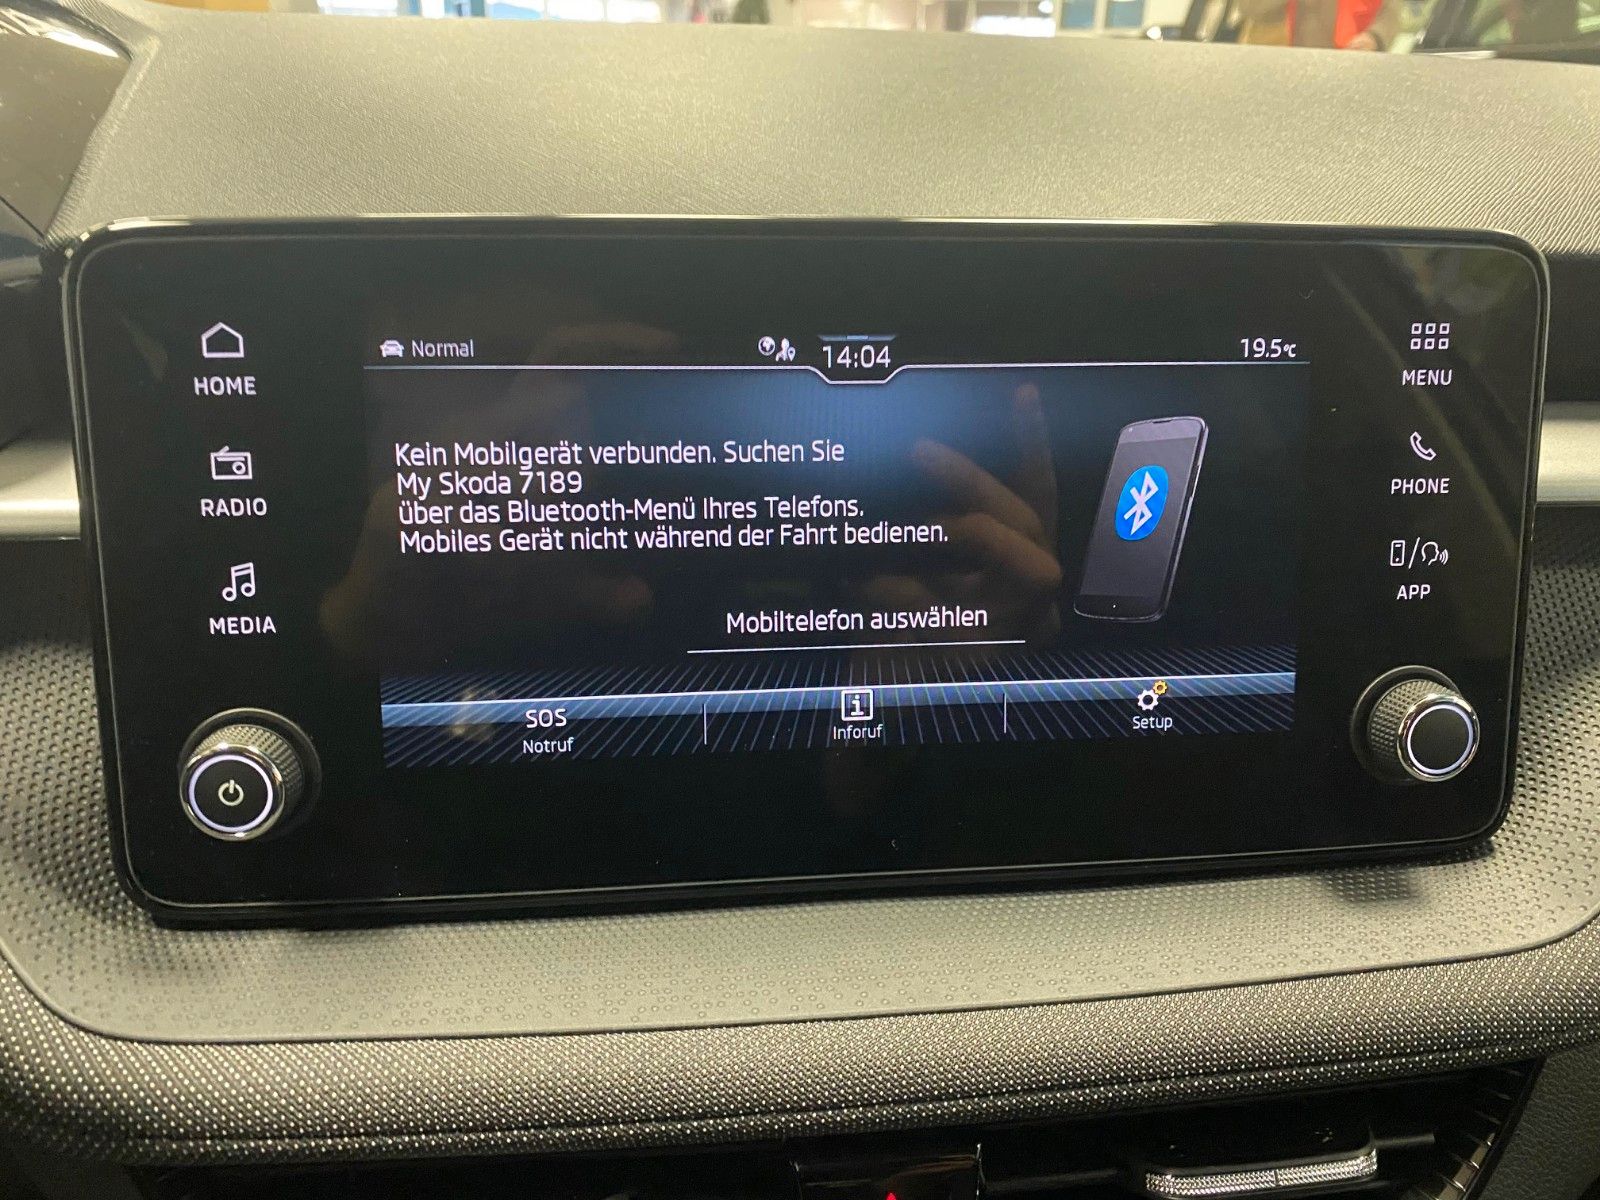 Normal
14:04
19.5°C
HOME
RADIO
MEDIA
Kein Mobilgerät verbunden. Suchen Sie
My Skoda 7189
über das Bluetooth-Menü Ihres Telefons.
Mobiles Gerät nicht während der Fahrt bedienen.
Mobiltelefon auswählen
SOS
Notruf
Inforuf
Setup
MENU
PHONE
APP